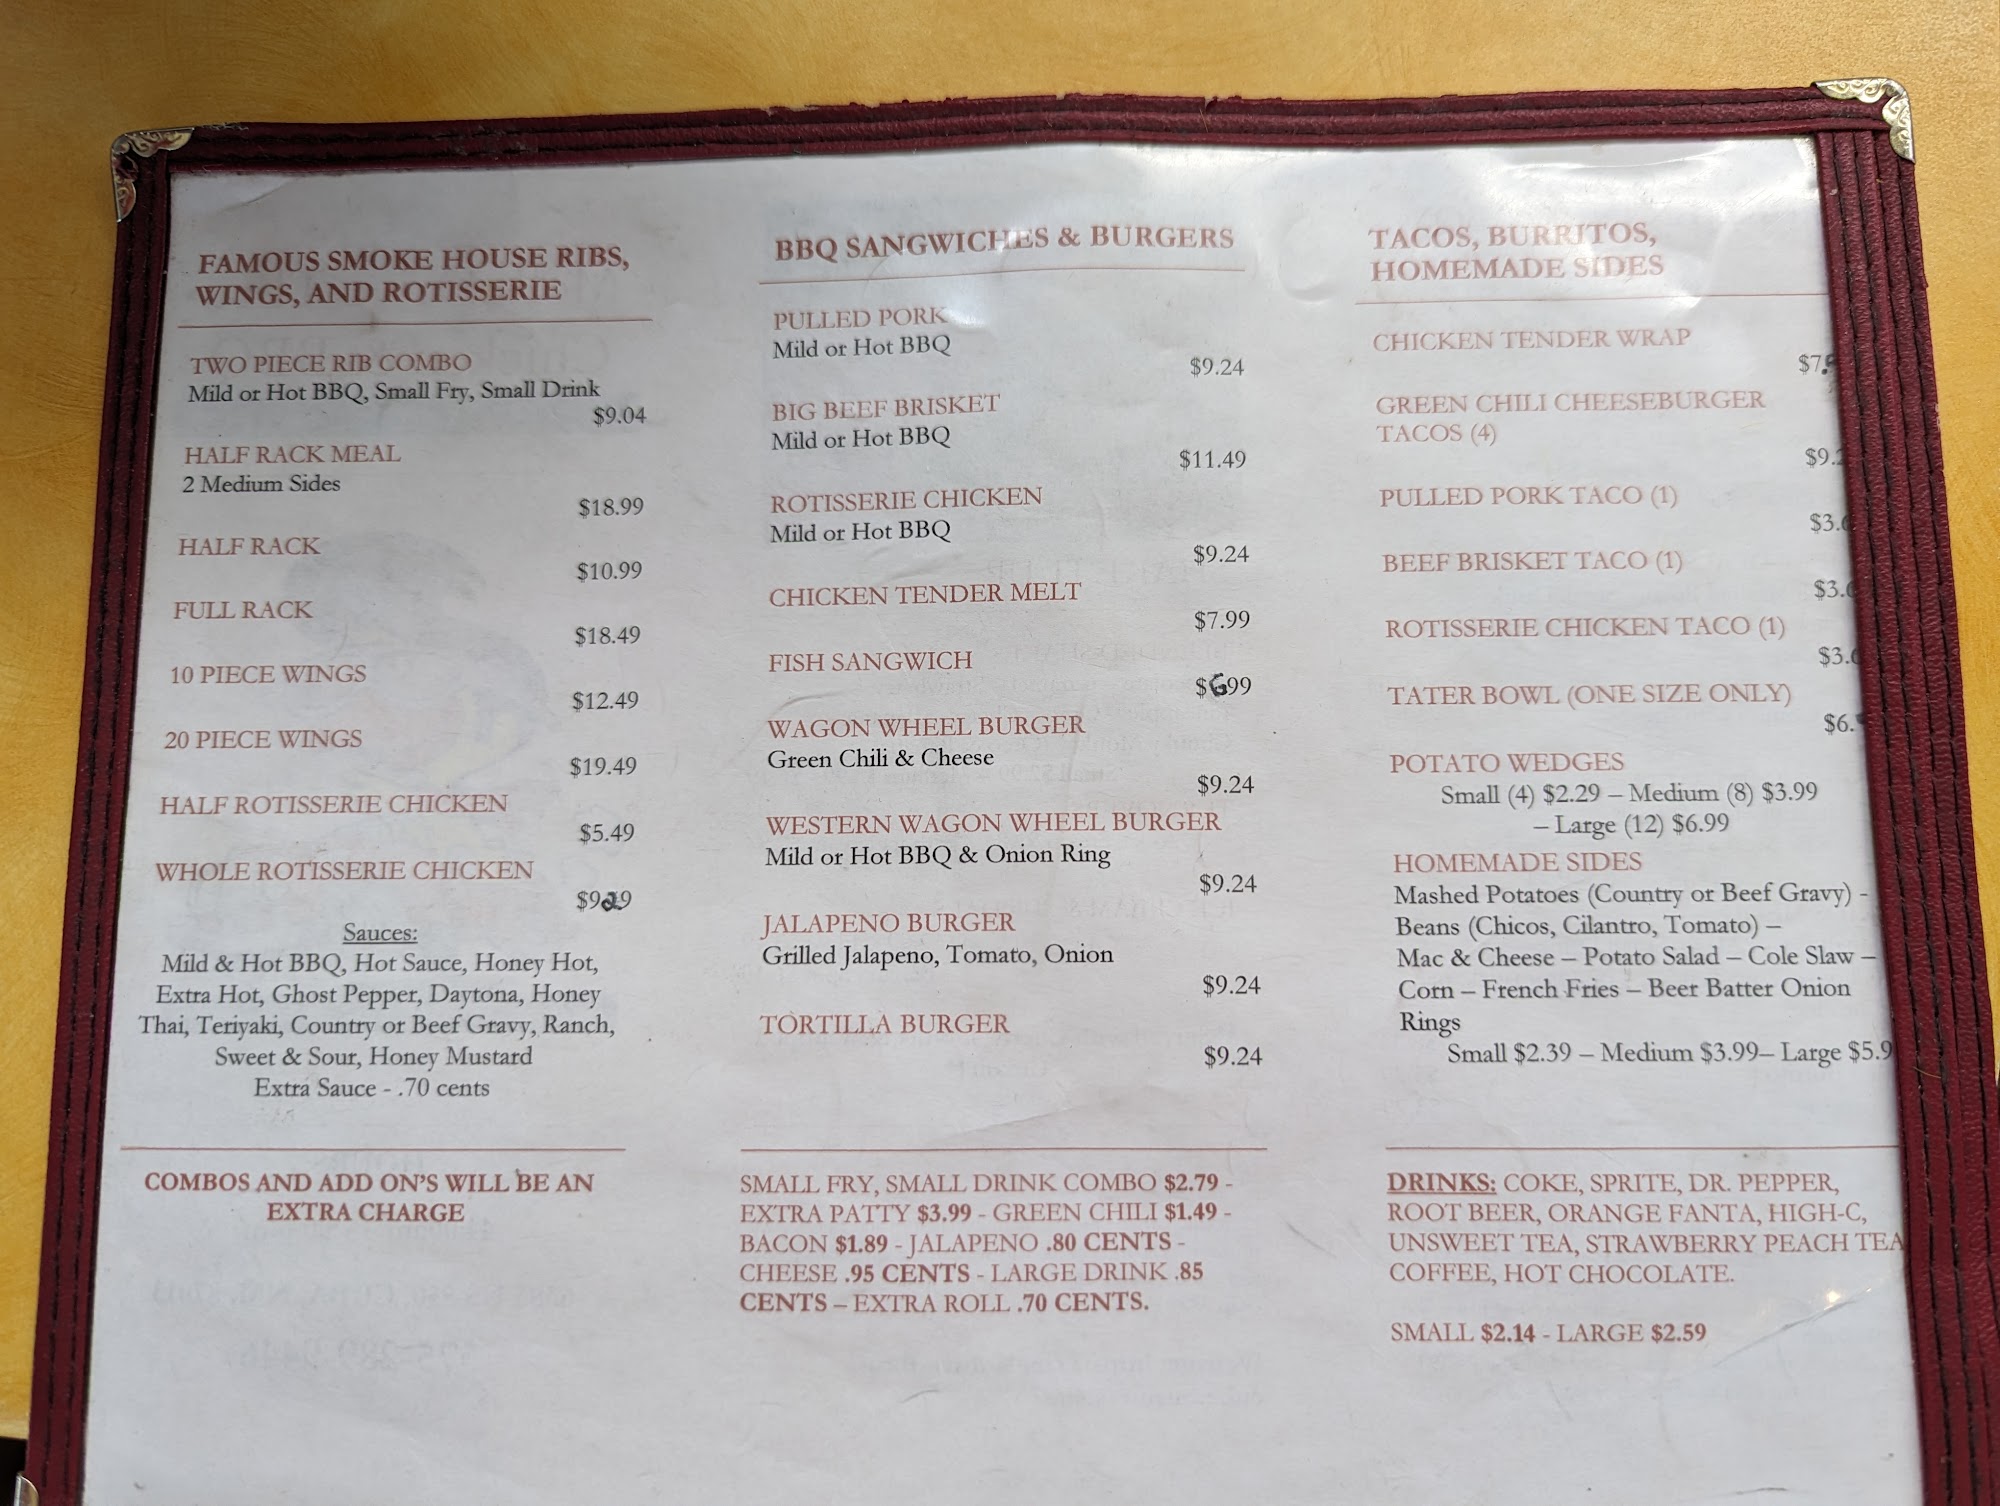 FAMOUS SMOKE HOUSE RIBS,
WINGS, AND ROTISSERIE
TWO PIECE RIB COMBO
Mild or Hot BBQ, Small Fry, Small Drink
$9.04
HALF RACK MEAL
2 Medium Sides
$18.99
HALF RACK
$10.99
FULL RACK
$18.49
10 PIECE WINGS
$12.49
20 PIECE WINGS
$19.49
HALF ROTISSERIE CHICKEN
$5.49
WHOLE ROTISSERIE CHICKEN
$9.29
Sauces:
Mild & Hot BBQ, Hot Sauce, Honey Hot,
Extra Hot, Ghost Pepper, Daytona, Honey
Thai, Teriyaki, Country or Beef Gravy, Ranch,
Sweet & Sour, Honey Mustard
Extra Sauce - .70 cents
COMBOS AND ADD ON'S WILL BE AN
EXTRA CHARGE
BBQ SANGWICHES & BURGERS
PULLED PORK
Mild or Hot BBQ
$9.24
BIG BEEF BRISKET
Mild or Hot BBQ
$11.49
ROTISSERIE CHICKEN
Mild or Hot BBQ
$9.24
CHICKEN TENDER MELT
$7.99
FISH SANGWICH
$6.99
WAGON WHEEL BURGER
Green Chili & Cheese
$9.24
WESTERN WAGON WHEEL BURGER
Mild or Hot BBQ & Onion Ring
$9.24
JALAPENO BURGER
Grilled Jalapeno, Tomato, Onion
$9.24
TORTILLA BURGER
$9.24
SMALL FRY, SMALL DRINK COMBO $2.79 -
EXTRA PATTY $3.99 - GREEN CHILI $1.49 -
BACON $1.89 - JALAPENO .80 CENTS -
CHEESE .95 CENTS - LARGE DRINK .85
CENTS – EXTRA ROLL .70 CENTS.
TACOS, BURRITOS,
HOMEMADE SIDES
CHICKEN TENDER WRAP
$7.
GREEN CHILI CHEESEBURGER
TACOS (4)
$9.2
PULLED PORK TACO (1)
$3.
BEEF BRISKET TACO (1)
$3.
ROTISSERIE CHICKEN TACO (1)
$3.
TATER BOWL (ONE SIZE ONLY)
$6.
POTATO WEDGES
Small (4) $2.29 – Medium (8) $3.99
– Large (12) $6.99
HOMEMADE SIDES
Mashed Potatoes (Country or Beef Gravy) -
Beans (Chicos, Cilantro, Tomato) –
Mac & Cheese – Potato Salad – Cole Slaw –
Corn – French Fries – Beer Batter Onion
Rings
Small $2.39 – Medium $3.99– Large $5.9
DRINKS: COKE, SPRITE, DR. PEPPER,
ROOT BEER, ORANGE FANTA, HIGH-C,
UNSWEET TEA, STRAWBERRY PEACH TEA
COFFEE, HOT CHOCOLATE.
SMALL $2.14 - LARGE $2.59